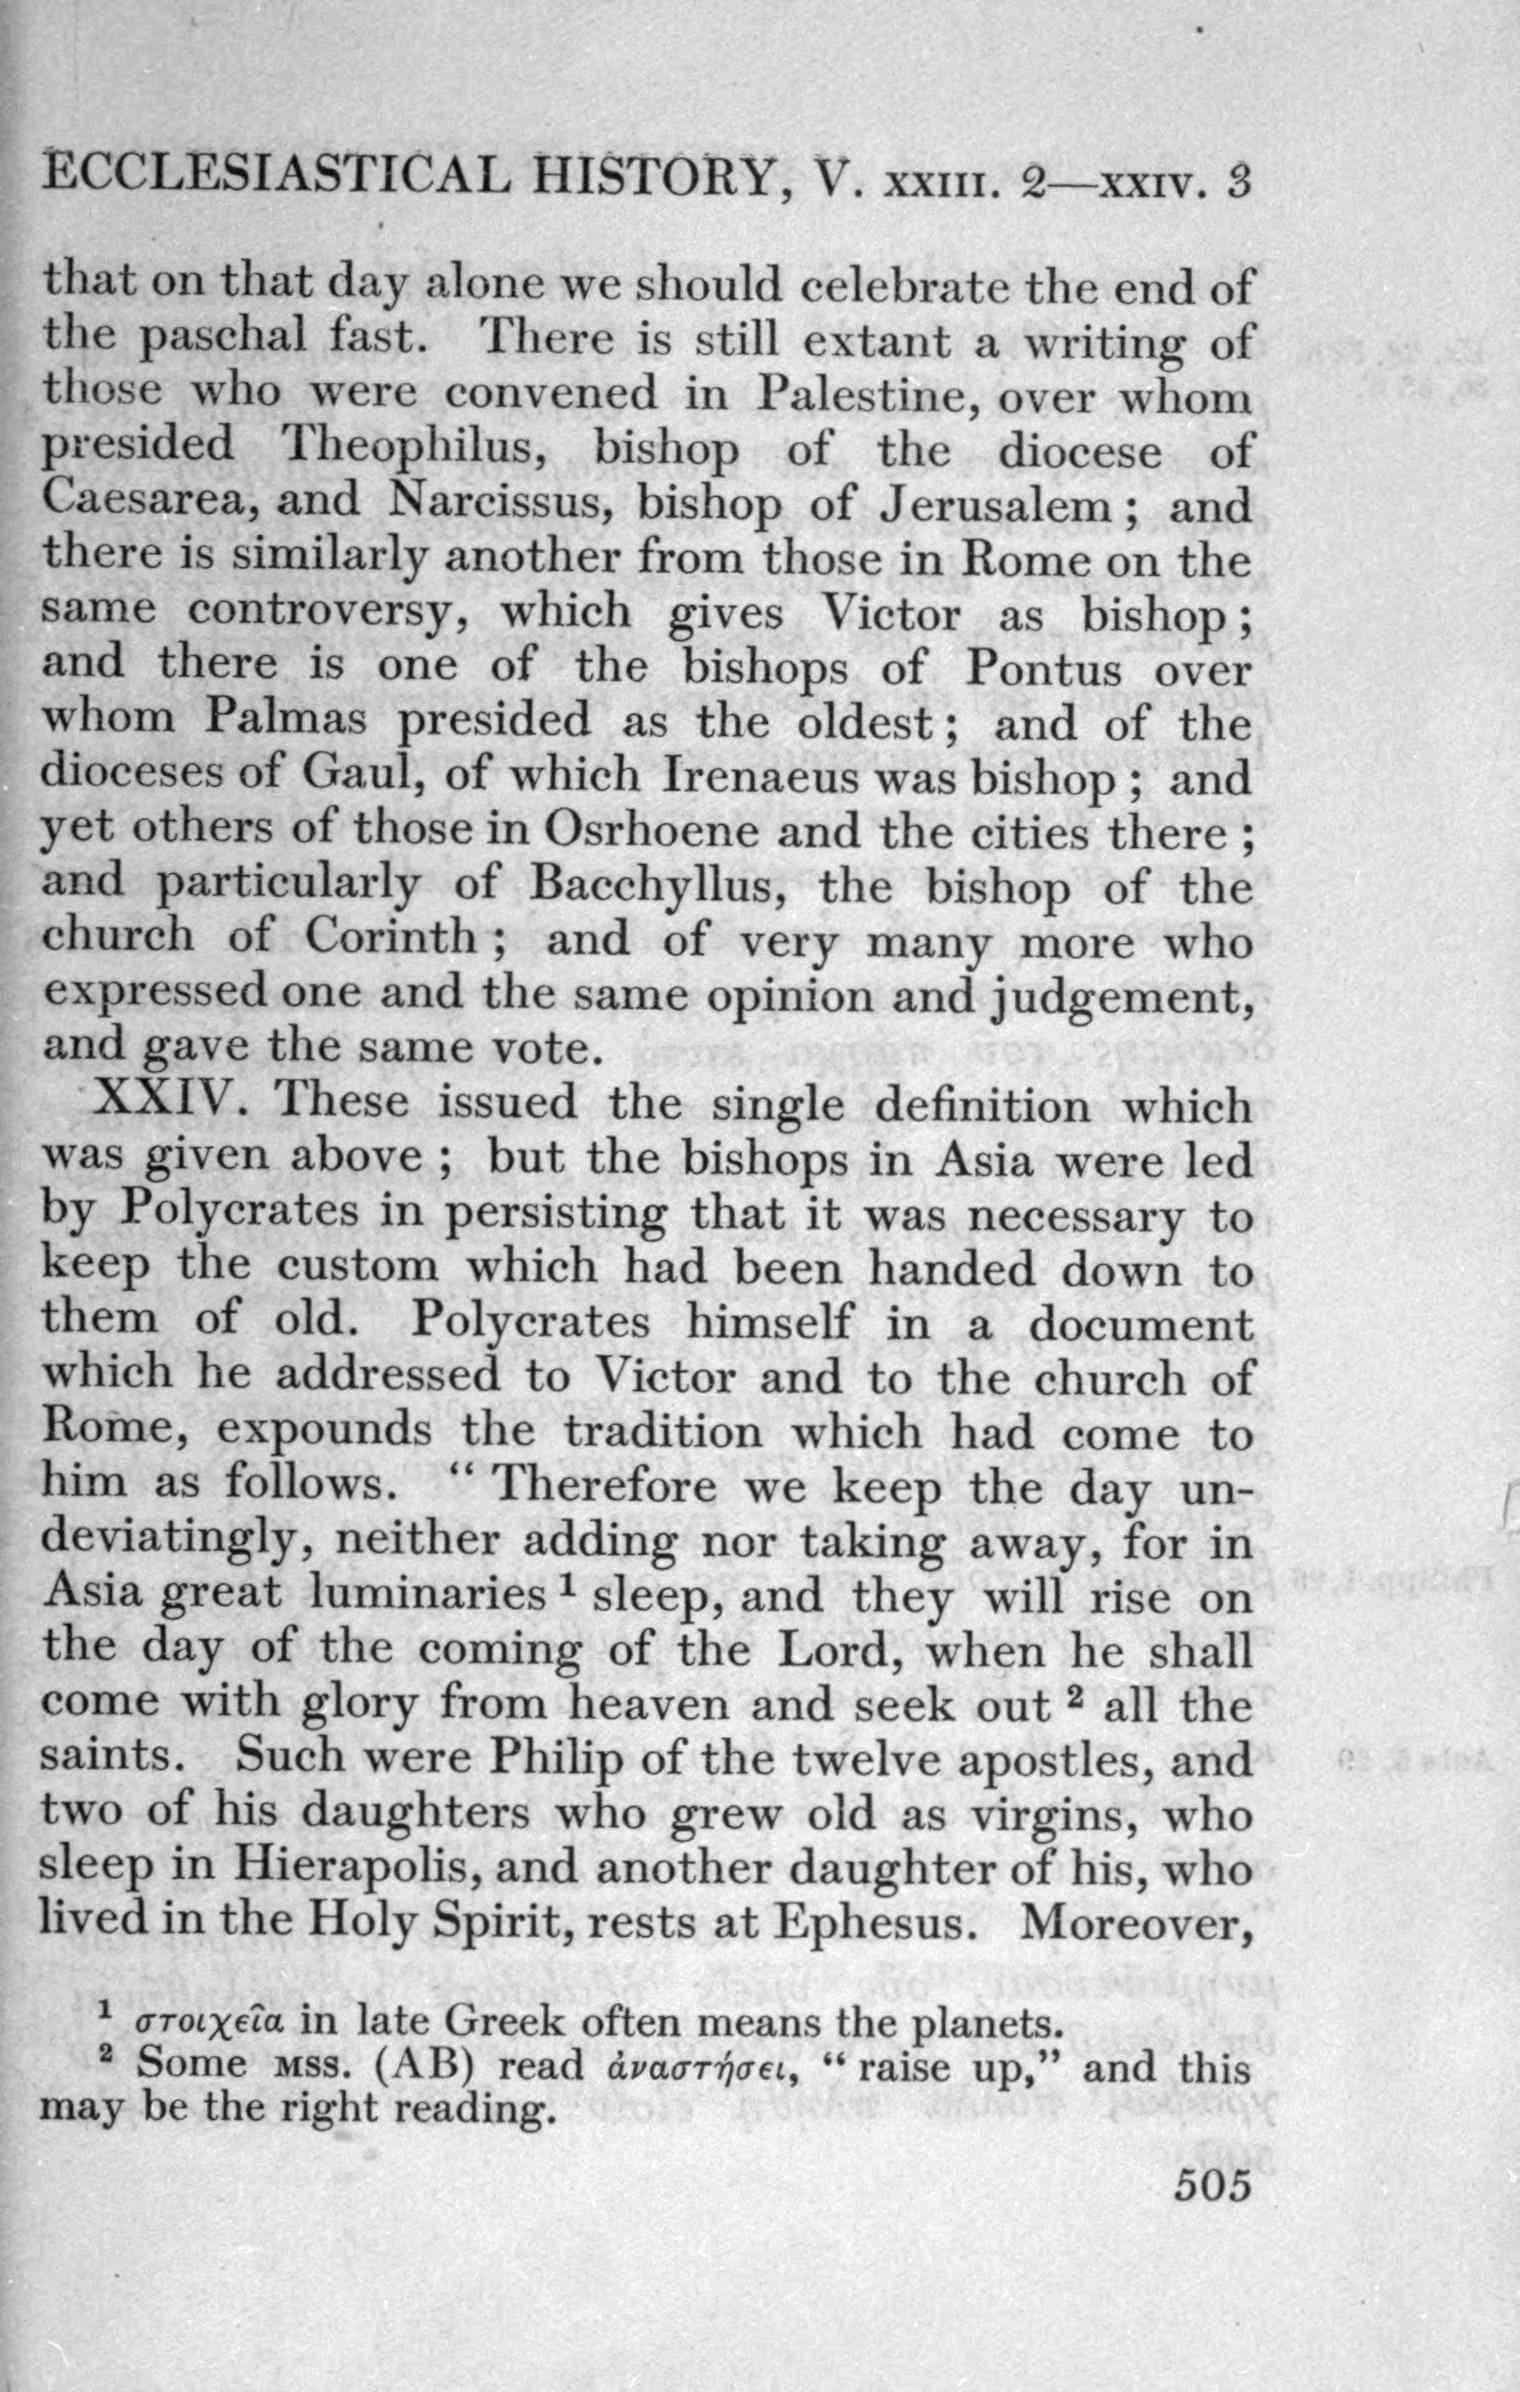 ECCLESIASTICAL HISTORY, V. XXIII. 2—XXIV. 3
that on that day alone we should celebrate the end of
the paschal fast. There is still extant a writing of
those who were convened in Palestine, over whom
presided Theophilus, bishop of the diocese of
Caesarea, and Narcissus, bishop of Jerusalem ; and
there is similarly another from those in Rome on the
same controversy, which gives Victor as bishop ;
and there is one of the bishops of Pontus over
whom Palmas presided as the oldest ; and of the
dioceses of Gaul, of which Irenaeus was bishop ; and
yet others of those in Osrhoene and the cities there ;
and particularly of Bacchyllus, the bishop of the
church of Corinth ; and of very many more who
expressed one and the same opinion and judgement,
and gave the same vote.
XXIV. These issued the single definition which
was given above ; but the bishops in Asia were led
by Polycrates in persisting that it was necessary to
keep the custom which had been handed down to
them of old. Polycrates himself in a document
which he addressed to Victor and to the church of
Rome, expounds the tradition which had come to
him as follows. “ Therefore we keep the day un-
deviatingly, neither adding nor taking away, for in
Asia great luminaries ¹ sleep, and they will rise on
the day of the coming of the Lord, when he shall
come with glory from heaven and seek out ² all the
saints. Such were Philip of the twelve apostles, and
two of his daughters who grew old as virgins, who
sleep in Hierapolis, and another daughter of his, who
lived in the Holy Spirit, rests at Ephesus. Moreover,
¹ στοιχεῖα in late Greek often means the planets.
² Some MSS. (AB) read ἀναστήσει, “ raise up,” and this
may be the right reading.
505